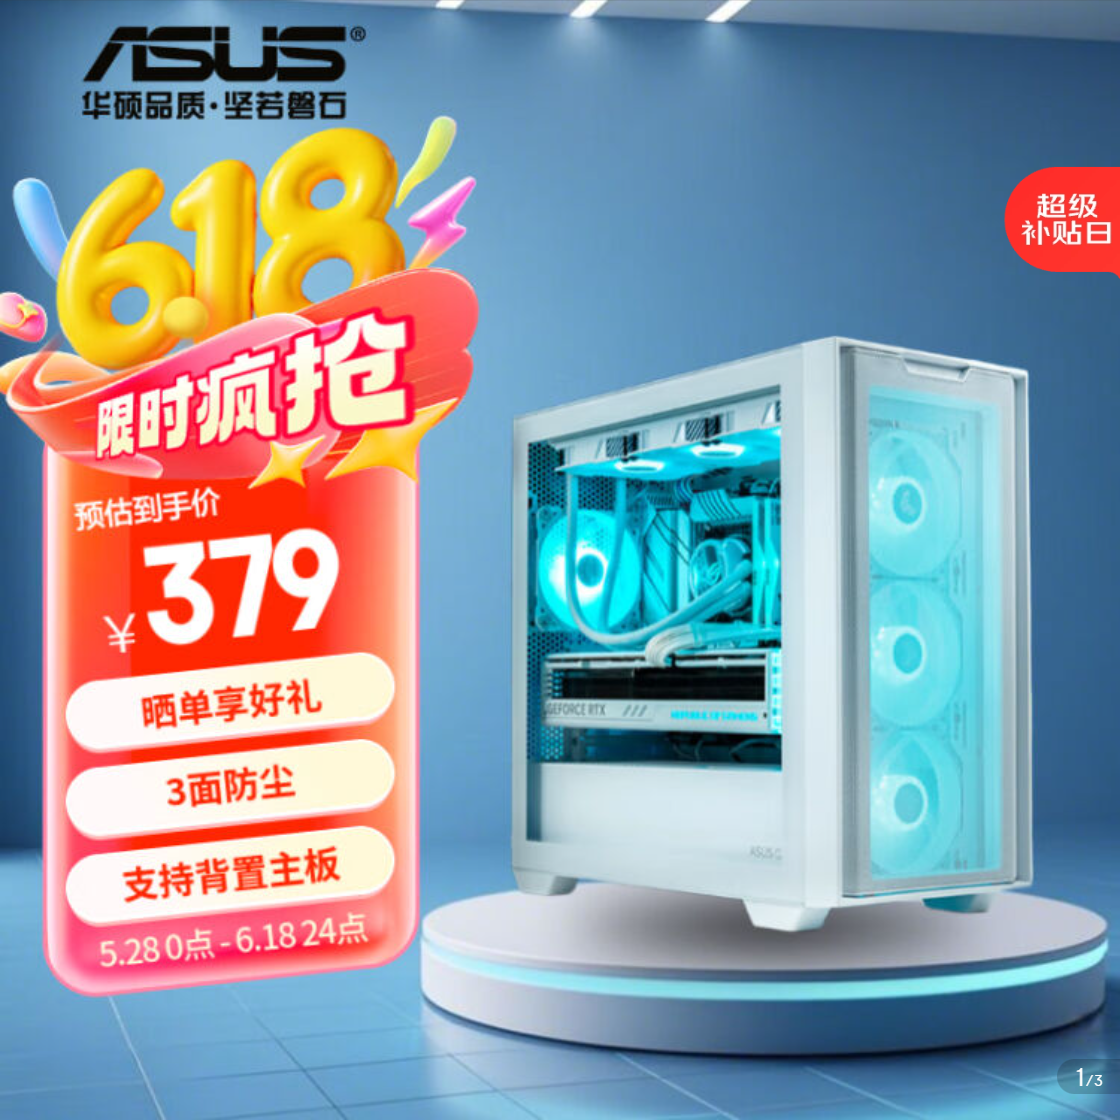 ASUS®
华硕品质·坚若磐石
618
超级
补贴日
限时疯抢
预估到手价
¥379
晒单享好礼
3面防尘
支持背置主板
5.28 0点 - 6.18 24点
GEFORCE RTX
ASUS
1/3